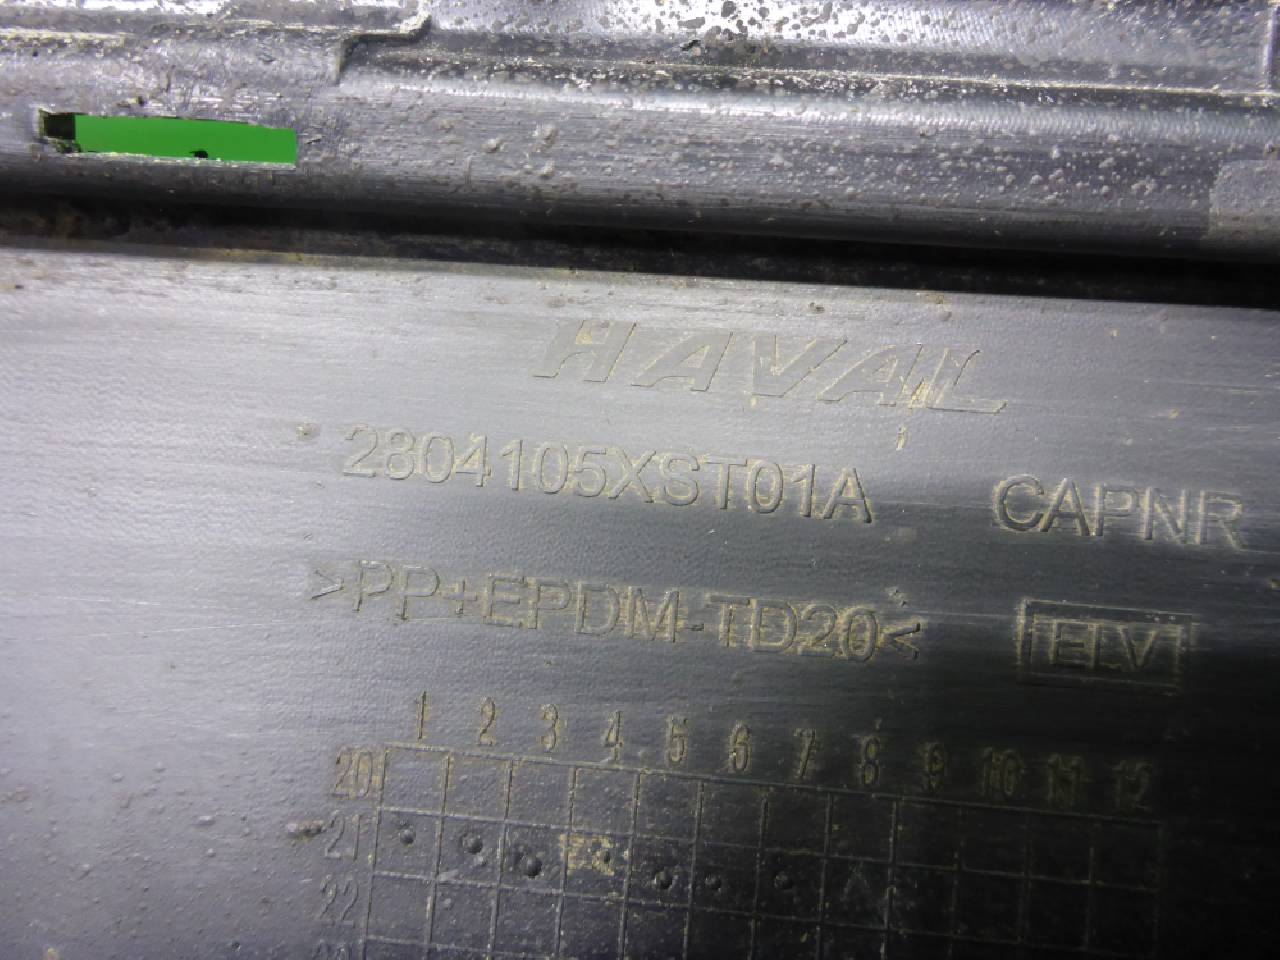 HAVAL
2804105XST01A CAPNR
>PP+EPDM-TD20< ELV
1 2 3 4 5 6 7 8 9 10 11 12
20
21
22